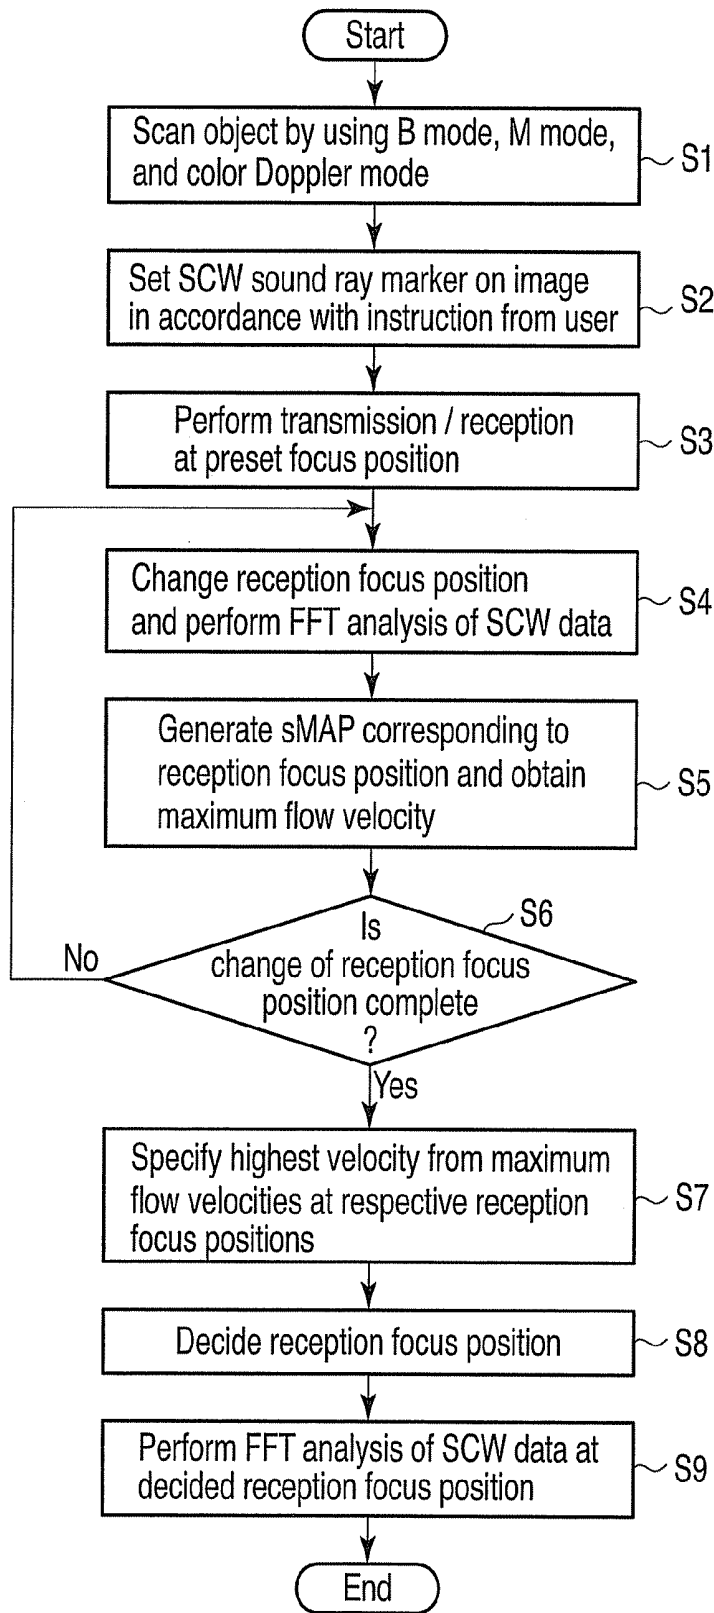 Start
Scan object by using B mode, M mode,
and color Doppler mode
S1
Set SCW sound ray marker on image
in accordance with instruction from user
S2
Perform transmission / reception
at preset focus position
S3
Change reception focus position
and perform FFT analysis of SCW data
S4
Generate sMAP corresponding to
reception focus position and obtain
maximum flow velocity
S5
S6
Is
change of reception focus
position complete
?
No
Yes
Specify highest velocity from maximum
flow velocities at respective reception
focus positions
S7
Decide reception focus position
S8
Perform FFT analysis of SCW data at
decided reception focus position
S9
End